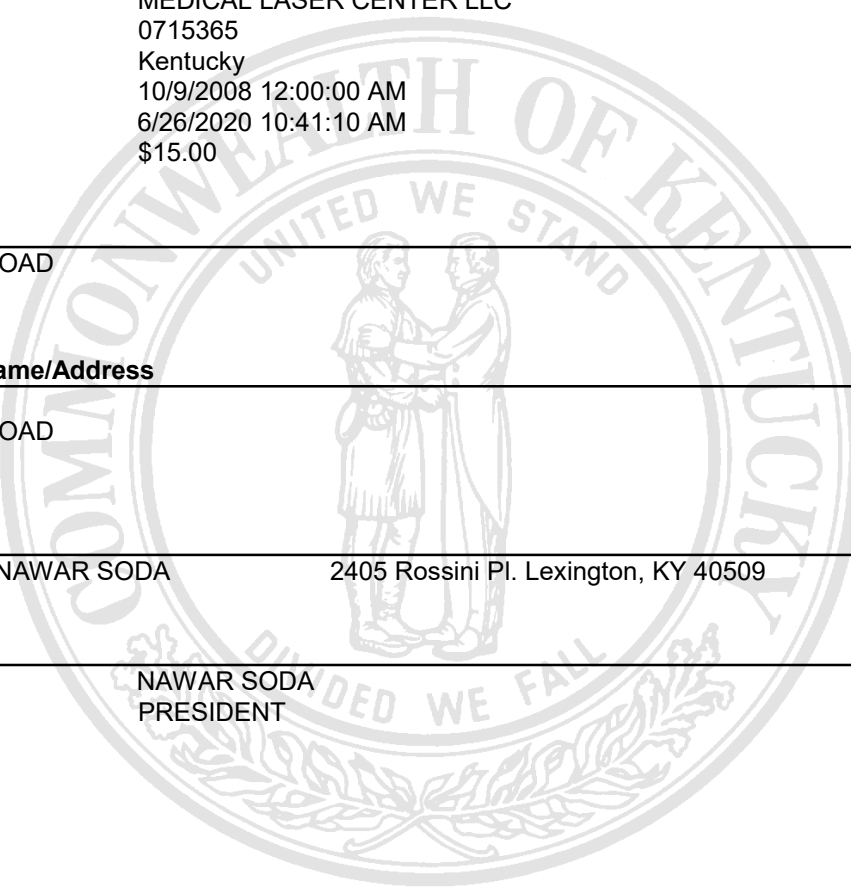 MEDICAL LASER CENTER LLC
0715365
Kentucky
10/9/2008 12:00:00 AM
6/26/2020 10:41:10 AM
$15.00
OAD
ame/Address
OAD
NAWAR SODA 2405 Rossini Pl. Lexington, KY 40509
NAWAR SODA
PRESIDENT
COMMONWEALTH OF KENTUCKY
UNITED WE STAND
DIVIDED WE FALL